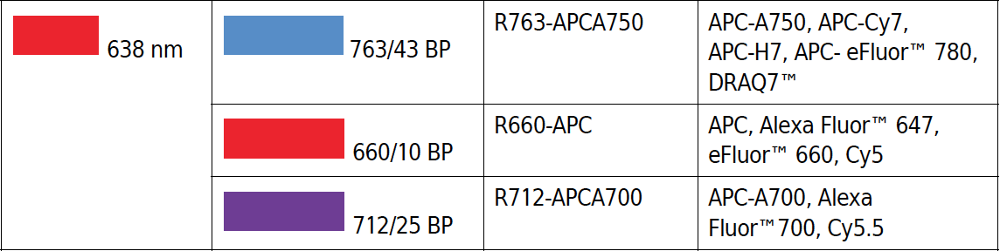 638 nm
763/43 BP
R763-APCA750
APC-A750, APC-Cy7,
APC-H7, APC- eFluor™ 780,
DRAQ7™
660/10 BP
R660-APC
APC, Alexa Fluor™ 647,
eFluor™ 660, Cy5
712/25 BP
R712-APCA700
APC-A700, Alexa
Fluor™700, Cy5.5